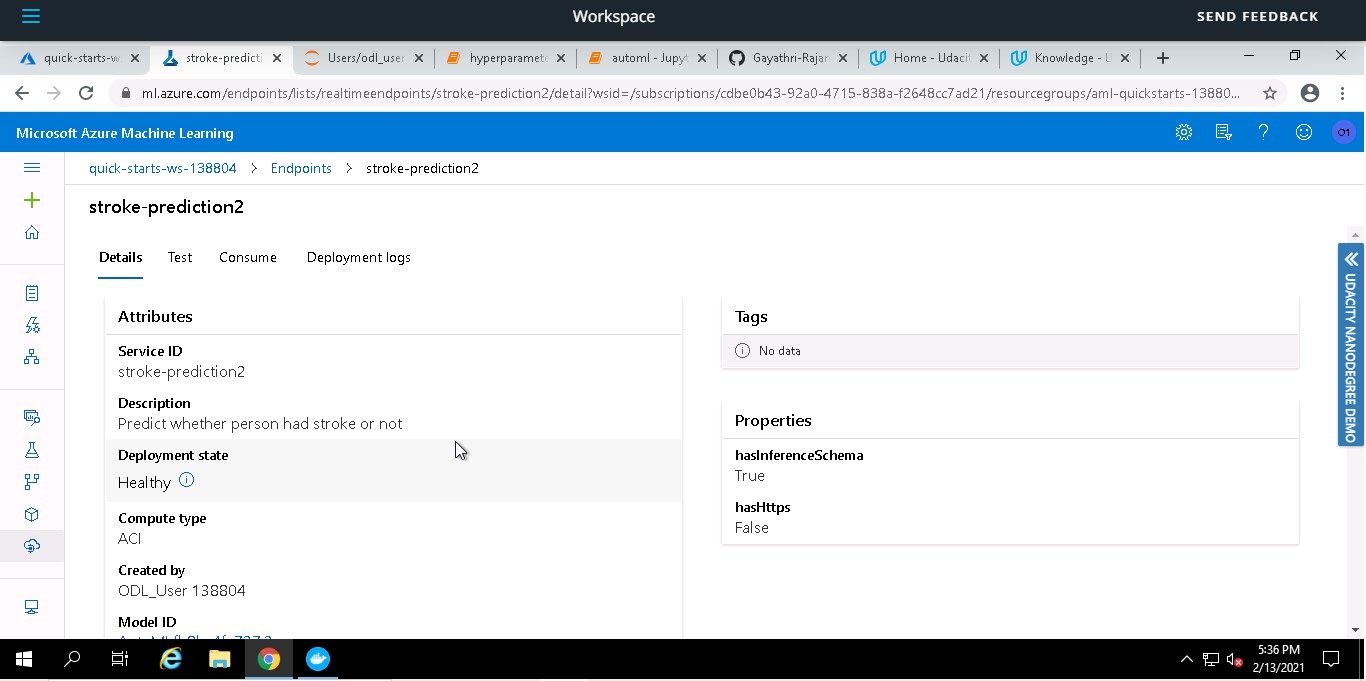 Workspace
SEND FEEDBACK
quick-starts-w
stroke-predicti
Users/odl_user
hyperparamet
automl - Jupyt
Gayathri-Rajan
Home - Udacit
Knowledge - U
ml.azure.com/endpoints/lists/realtimeendpoints/stroke-prediction2/detail?wsid=/subscriptions/cdbe0b43-92a0-4715-838a-f2648cc7ad21/resourcegroups/aml-quickstarts-13880...
Microsoft Azure Machine Learning
O1
quick-starts-ws-138804 > Endpoints > stroke-prediction2
stroke-prediction2
Details Test Consume Deployment logs
Attributes
Service ID
stroke-prediction2
Description
Predict whether person had stroke or not
Deployment state
Healthy
Compute type
ACI
Created by
ODL_User 138804
Model ID
Tags
No data
Properties
hasInferenceSchema
True
hasHttps
False
UDACITY NANODEGREE DEMO
5:36 PM
2/13/2021